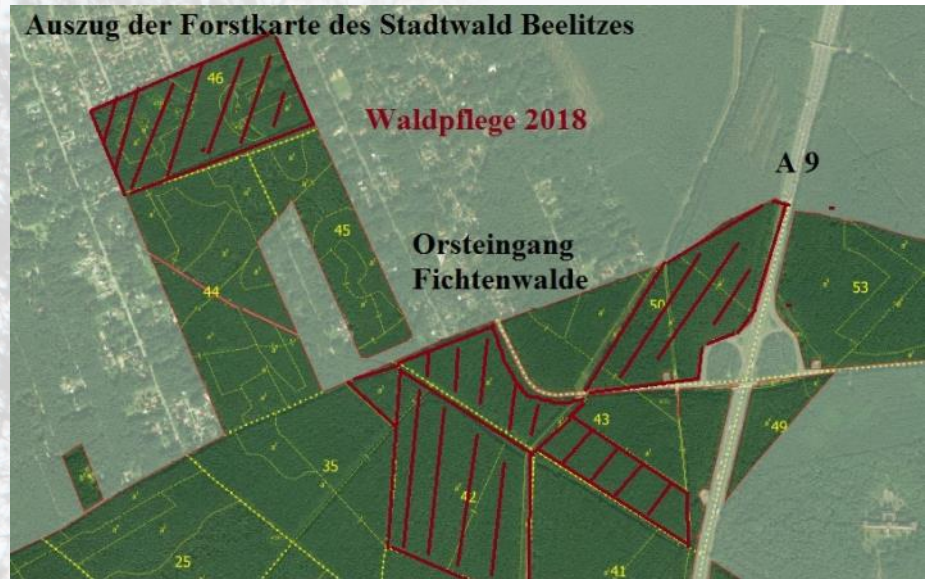 Auszug der Forstkarte des Stadtwald Beelitzes
46
Waldpflege 2018
A 9
45
Orsteingang
Fichtenwalde
44
50
53
43
49
35
42
25
41